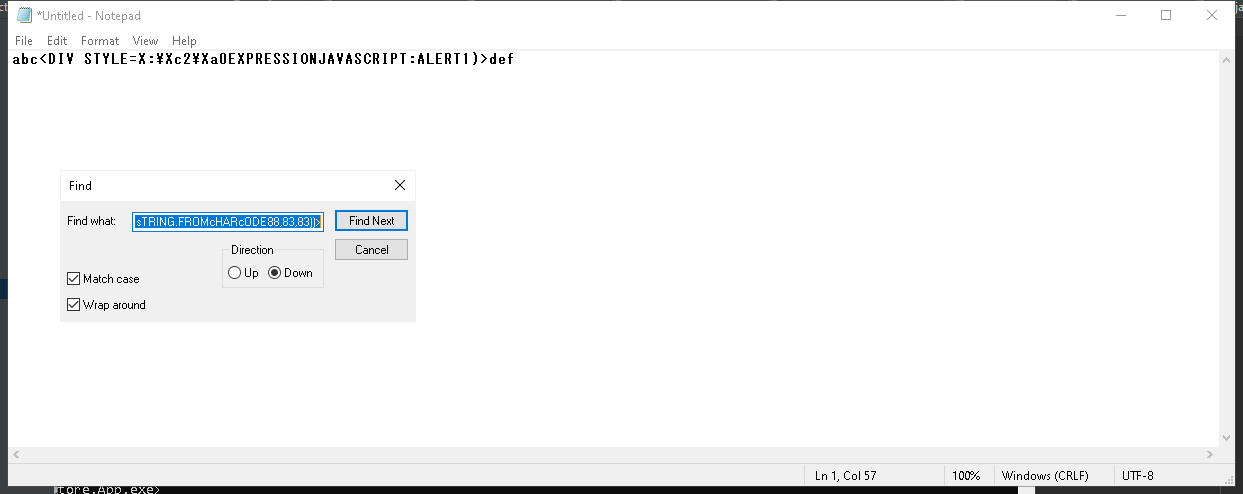 *Untitled - Notepad
File Edit Format View Help
abc<DIV STYLE=X:¥Xc2¥Xa0EXPRESSIONJAVASCRIPT:ALERT1)>def
Find
Find what: sTRING.FROMcHARcODE88,83,83))> Find Next
Direction Cancel
Up Down
Match case
Wrap around
Ln 1, Col 57 100% Windows (CRLF) UTF-8
tore.App.exe>